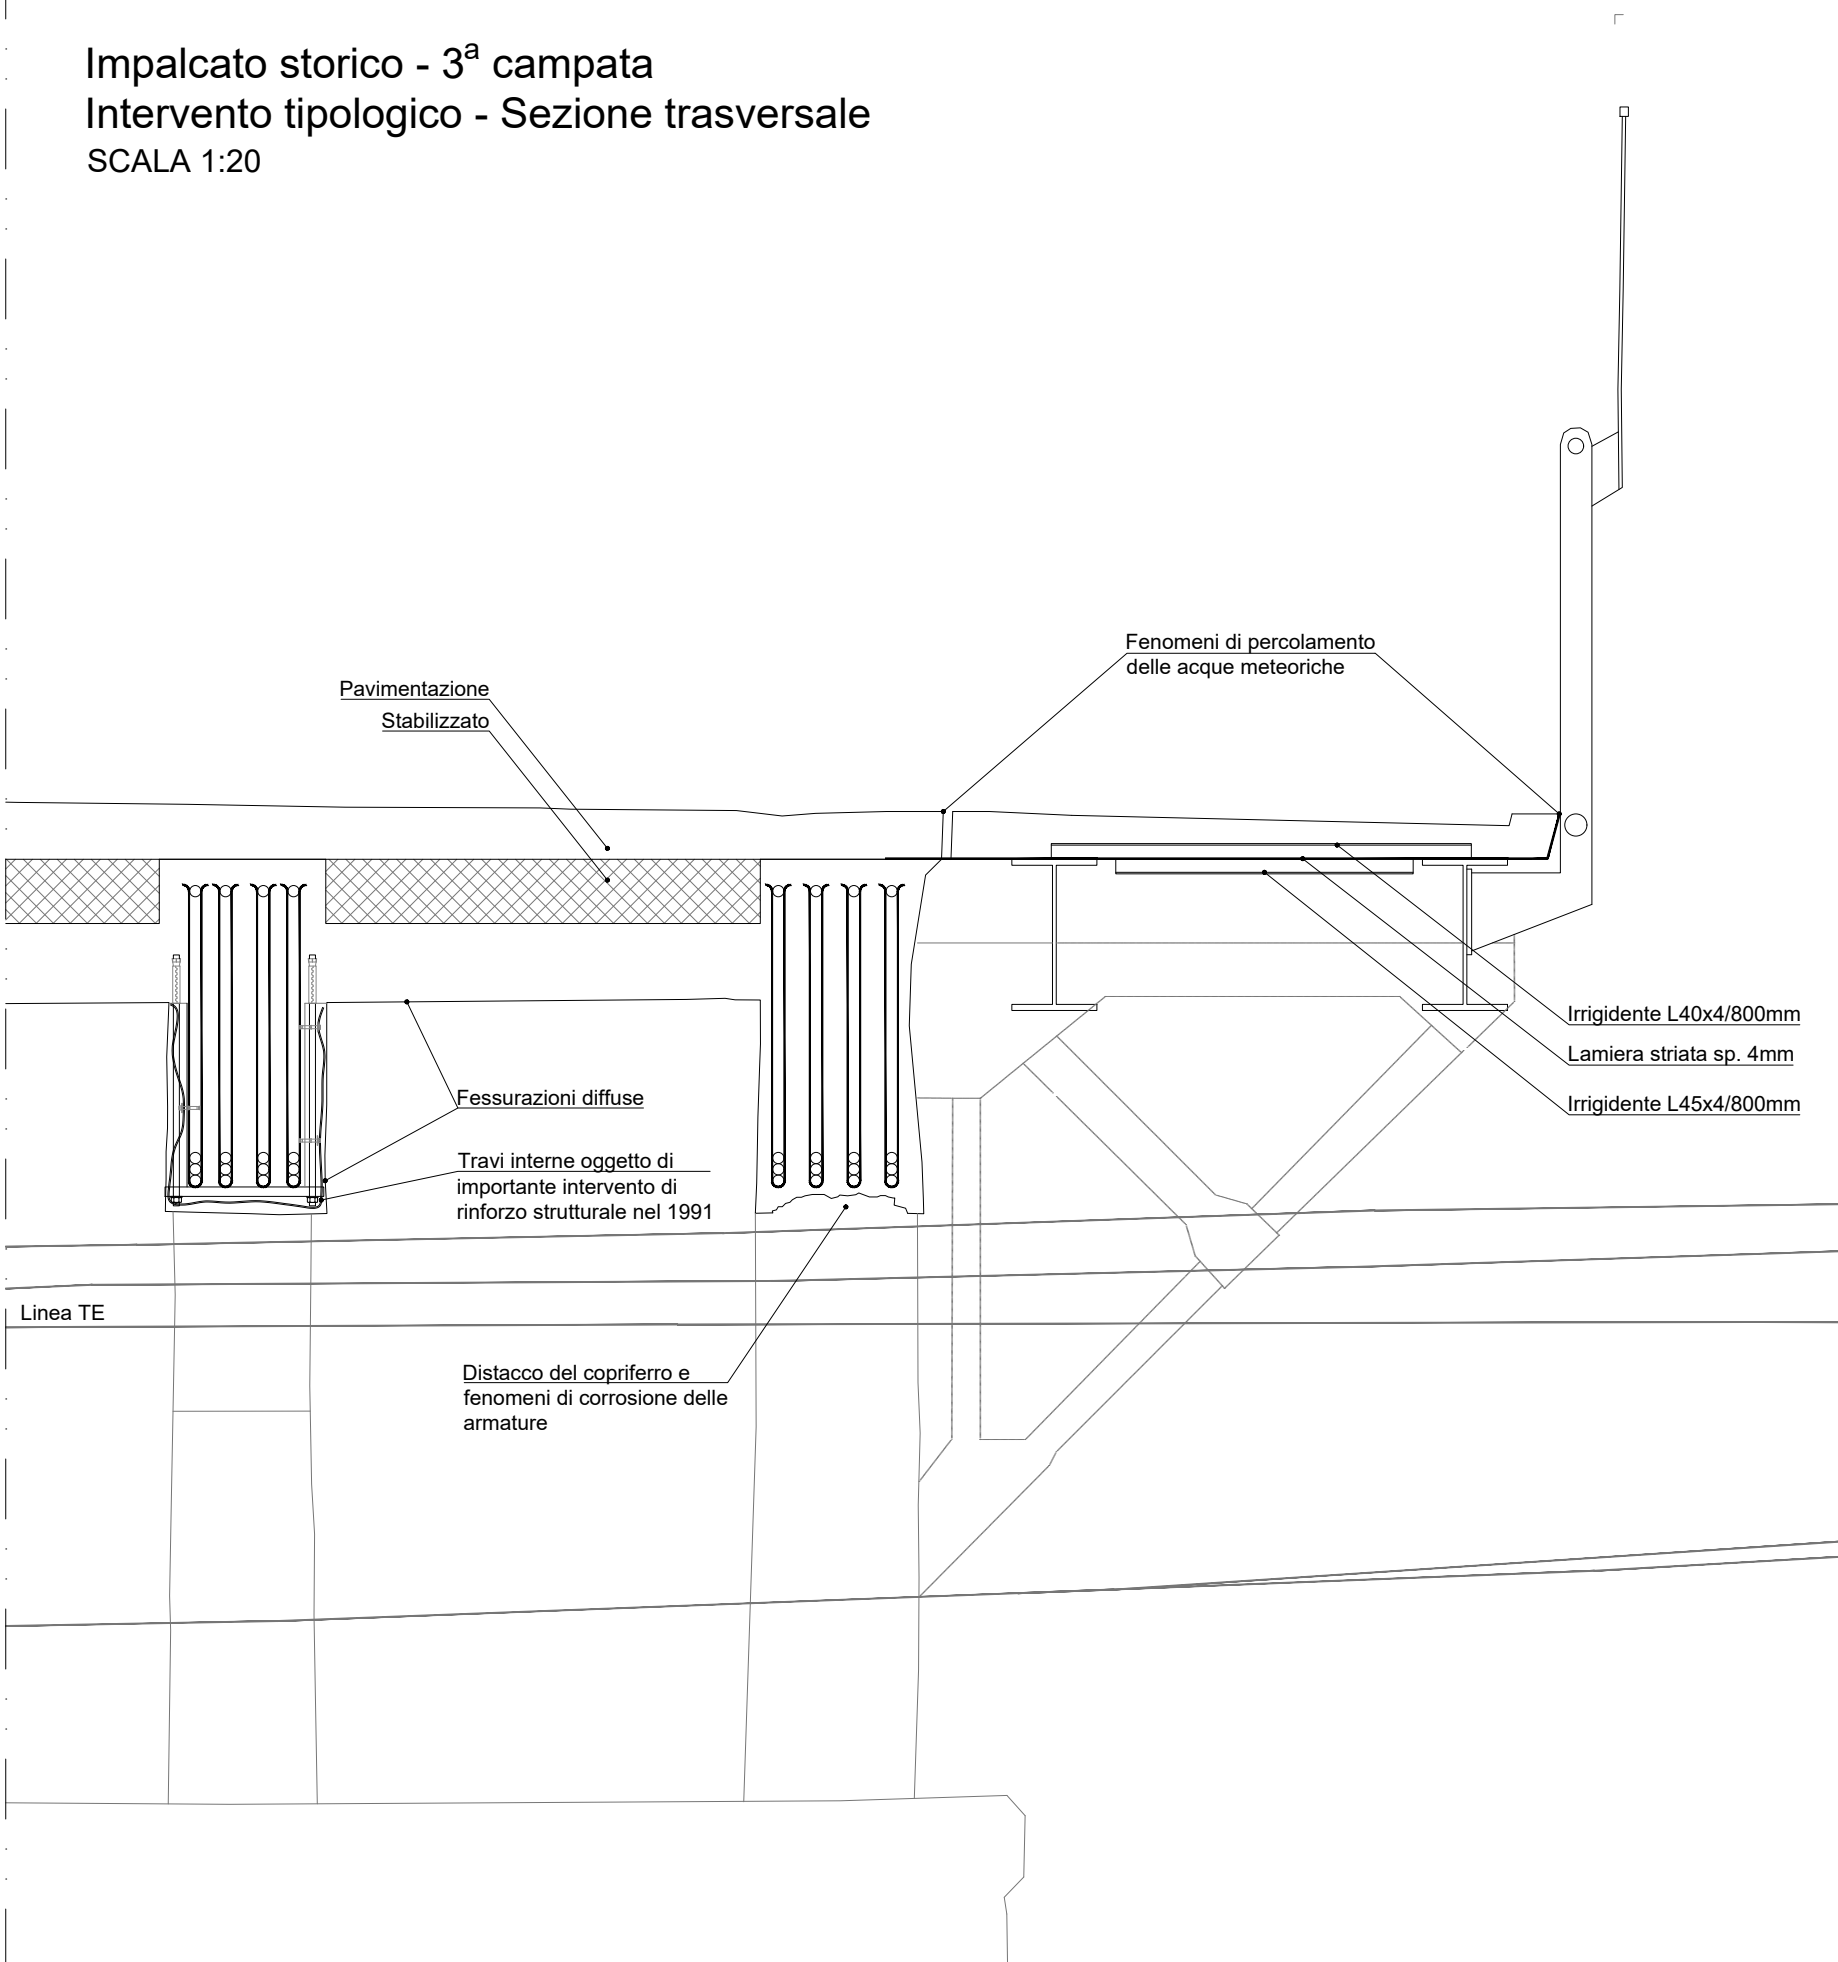 Impalcato storico - 3ª campata
Intervento tipologico - Sezione trasversale
SCALA 1:20
Fenomeni di percolamento
delle acque meteoriche
Pavimentazione
Stabilizzato
Irrigidente L40x4/800mm
Lamiera striata sp. 4mm
Irrigidente L45x4/800mm
Fessurazioni diffuse
Travi interne oggetto di
importante intervento di
rinforzo strutturale nel 1991
Linea TE
Distacco del copriferro e
fenomeni di corrosione delle
armature